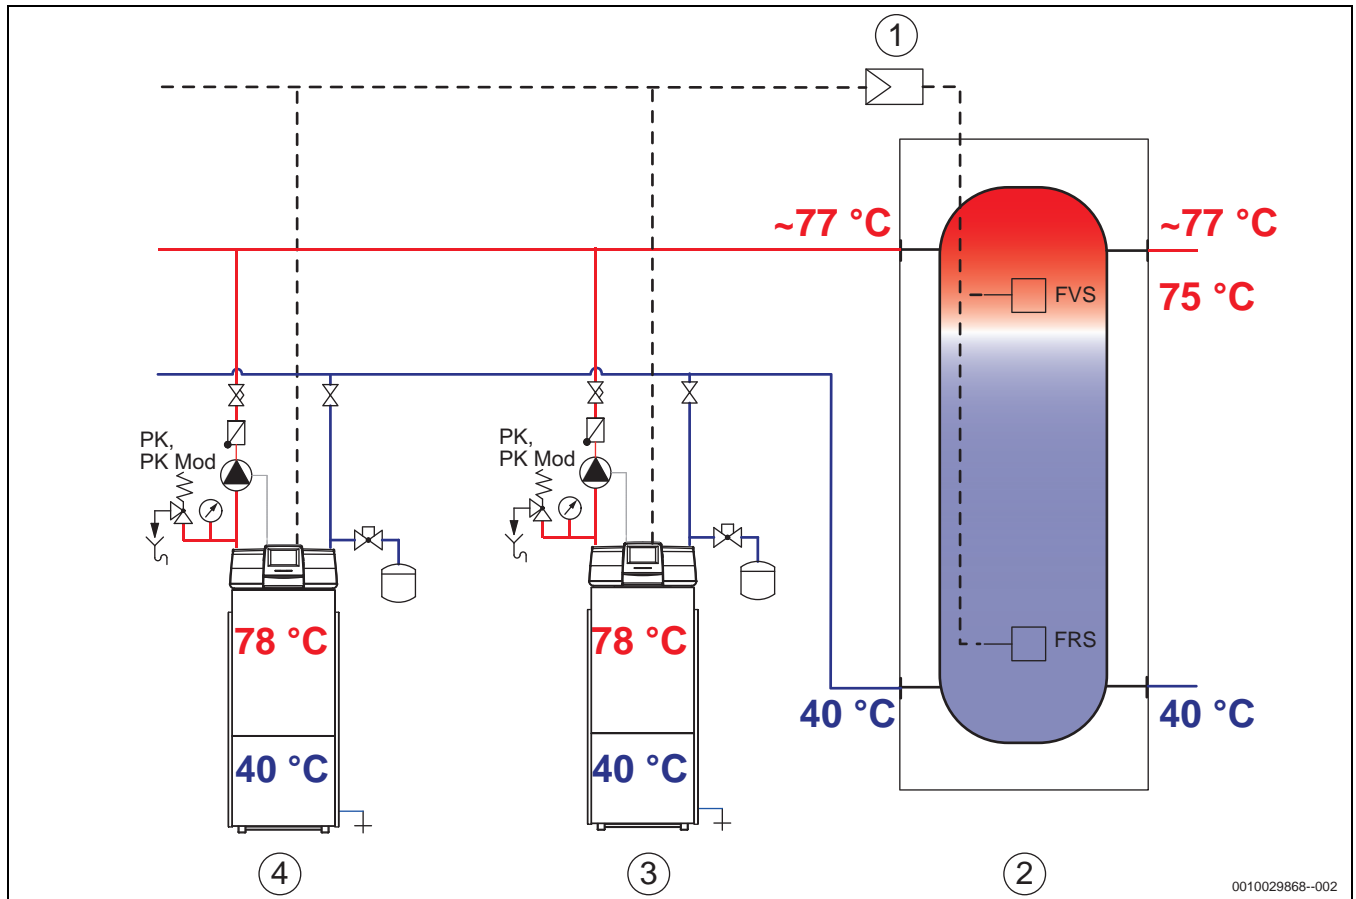 1
~77 °C
~77 °C
75 °C
FVS
PK,
PK Mod
PK,
PK Mod
78 °C
78 °C
FRS
40 °C
40 °C
40 °C
40 °C
4
3
2
0010029868--002